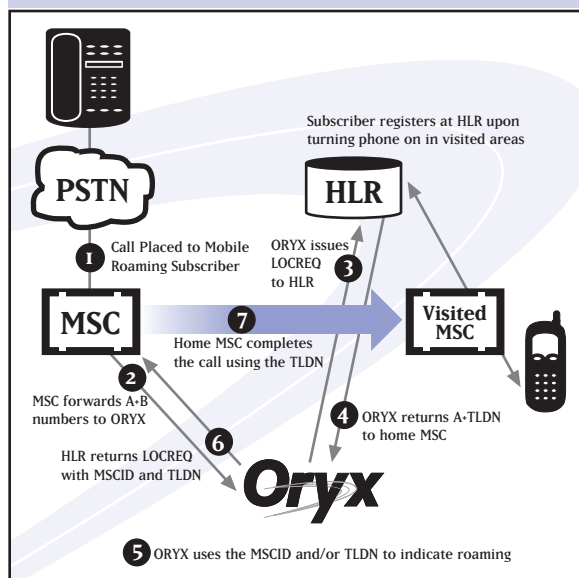 Subscriber registers at HLR upon
turning phone on in visited areas
PSTN
HLR
1 Call Placed to Mobile
Roaming Subscriber
ORYX issues
LOCREQ
to HLR
3
MSC
7
Home MSC completes
the call using the TLDN
Visited
MSC
2
MSC forwards A+B
numbers to ORYX
6
HLR returns LOCREQ
with MSCID and TLDN
4 ORYX returns A+TLDN
to home MSC
Oryx
5 ORYX uses the MSCID and/or TLDN to indicate roaming